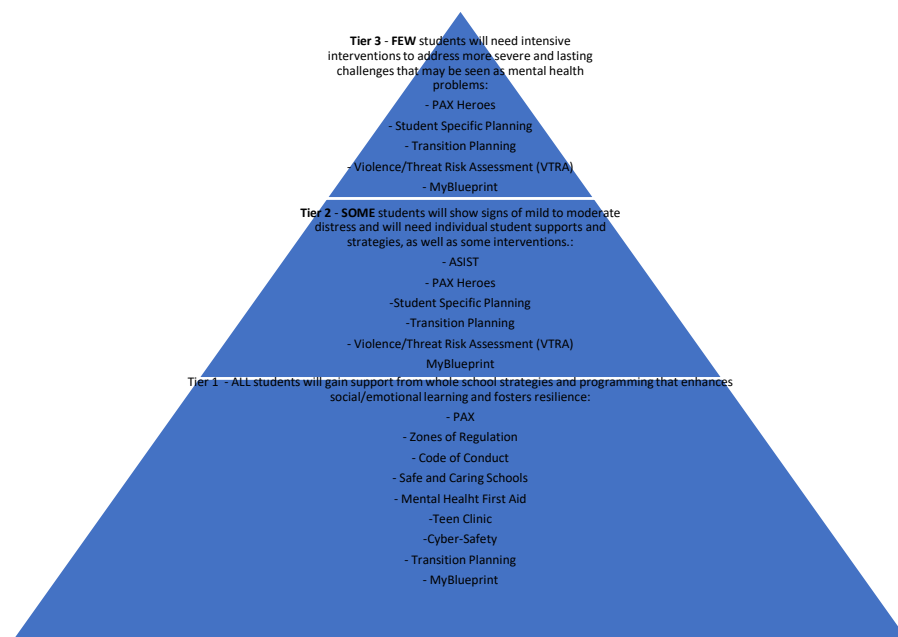 Tier 3 - FEW students will need intensive
interventions to address more severe and lasting
challenges that may be seen as mental health
problems:
- PAX Heroes
- Student Specific Planning
- Transition Planning
- Violence/Threat Risk Assessment (VTRA)
- MyBlueprint
Tier 2 - SOME students will show signs of mild to moderate
distress and will need individual student supports and
strategies, as well as some interventions.:
- ASIST
- PAX Heroes
-Student Specific Planning
-Transition Planning
- Violence/Threat Risk Assessment (VTRA)
MyBlueprint
Tier 1 - ALL students will gain support from whole school strategies and programming that enhances
social/emotional learning and fosters resilience:
- PAX
- Zones of Regulation
- Code of Conduct
- Safe and Caring Schools
- Mental Healht First Aid
-Teen Clinic
-Cyber-Safety
- Transition Planning
- MyBlueprint